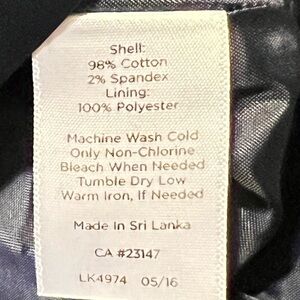 Shell:
98% Cotton
2% Spandex
Lining:
100% Polyester
Machine Wash Cold
Only Non-Chlorine
Bleach When Needed
Tumble Dry Low
Warm Iron, If Needed
Made In Sri Lanka
CA #23147
LK4974 05/16